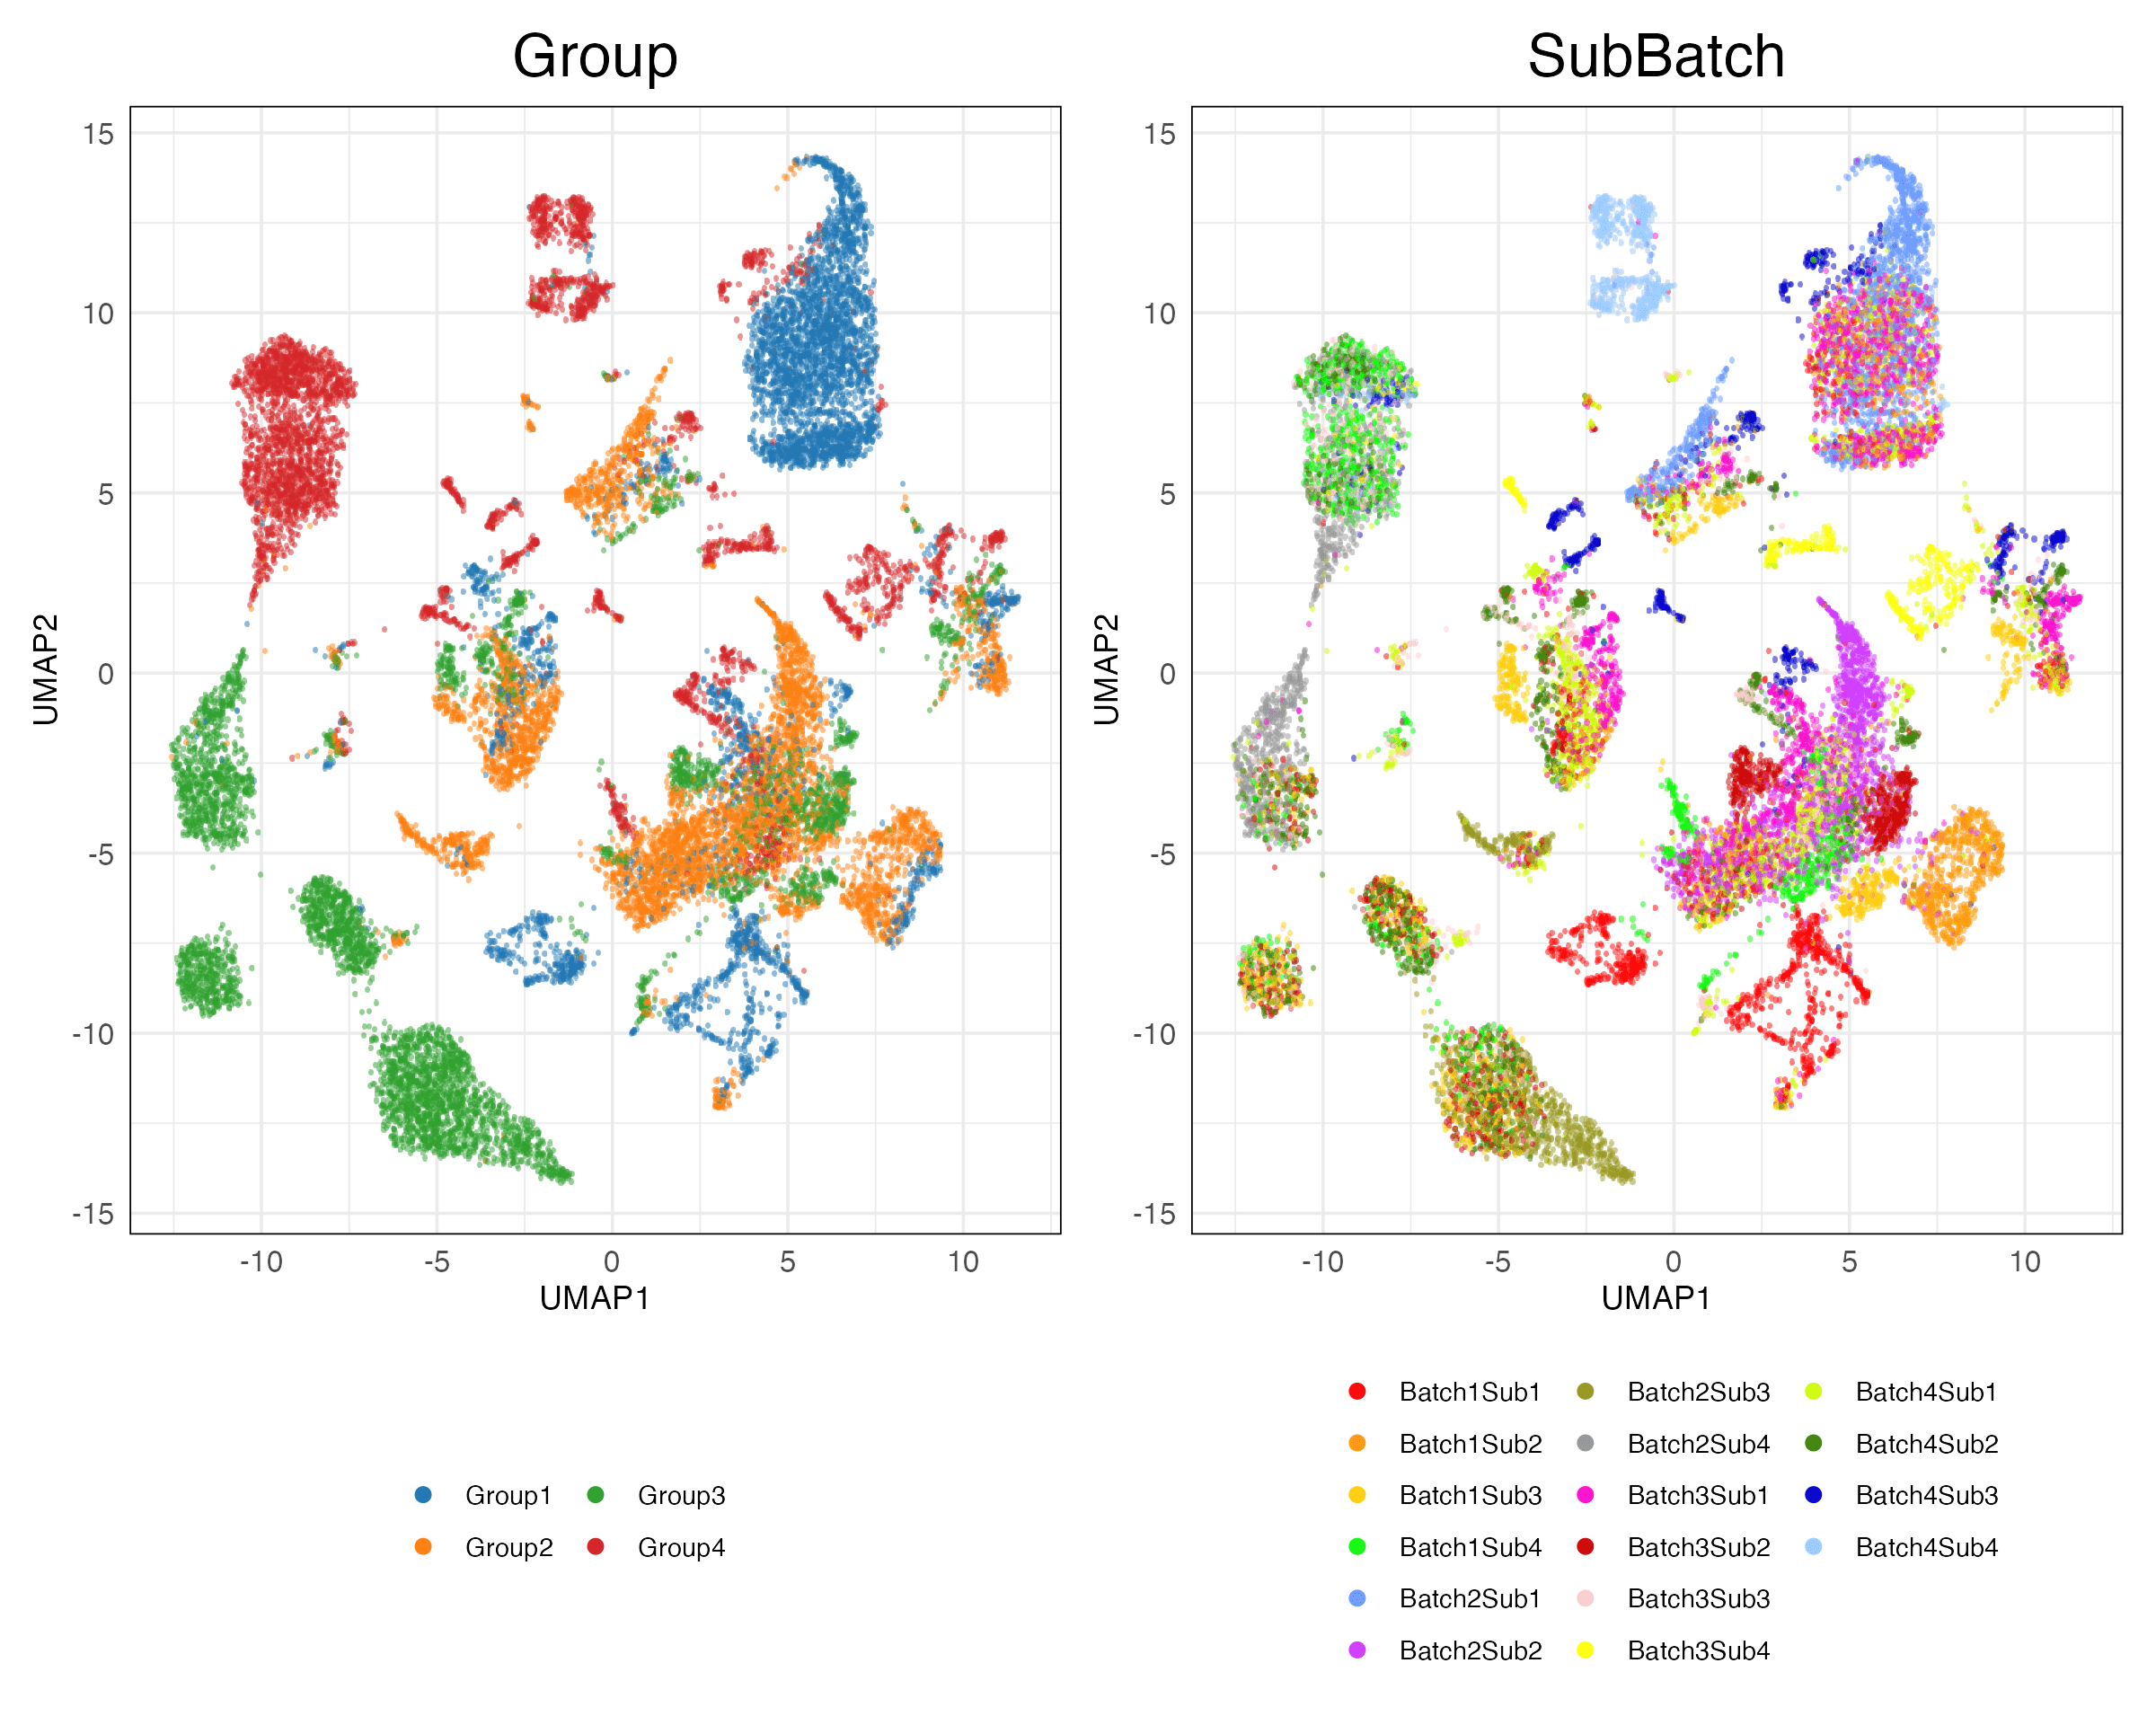 Group
SubBatch
15
10
5
0
-5
-10
-15
UMAP2
-10
-5
0
5
10
UMAP1
15
10
5
0
-5
-10
-15
UMAP2
-10
-5
0
5
10
UMAP1
Group1
Group3
Group2
Group4
Batch1Sub1
Batch2Sub3
Batch4Sub1
Batch1Sub2
Batch2Sub4
Batch4Sub2
Batch1Sub3
Batch3Sub1
Batch4Sub3
Batch1Sub4
Batch3Sub2
Batch4Sub4
Batch2Sub1
Batch3Sub3
Batch2Sub2
Batch3Sub4